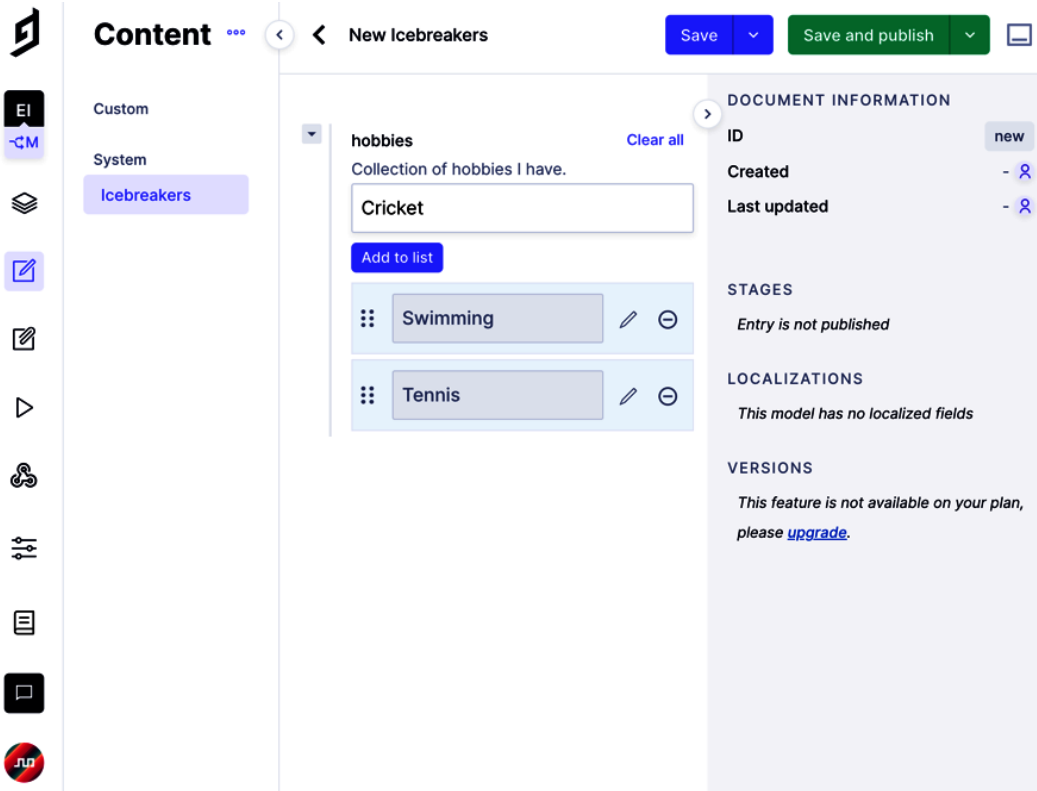 Content
New Icebreakers
Save
Save and publish
EI
M
Custom
System
Icebreakers
hobbies
Clear all
Collection of hobbies I have.
Cricket
Add to list
Swimming
Tennis
DOCUMENT INFORMATION
ID
new
Created
-
Last updated
-
STAGES
Entry is not published
LOCALIZATIONS
This model has no localized fields
VERSIONS
This feature is not available on your plan,
please upgrade.